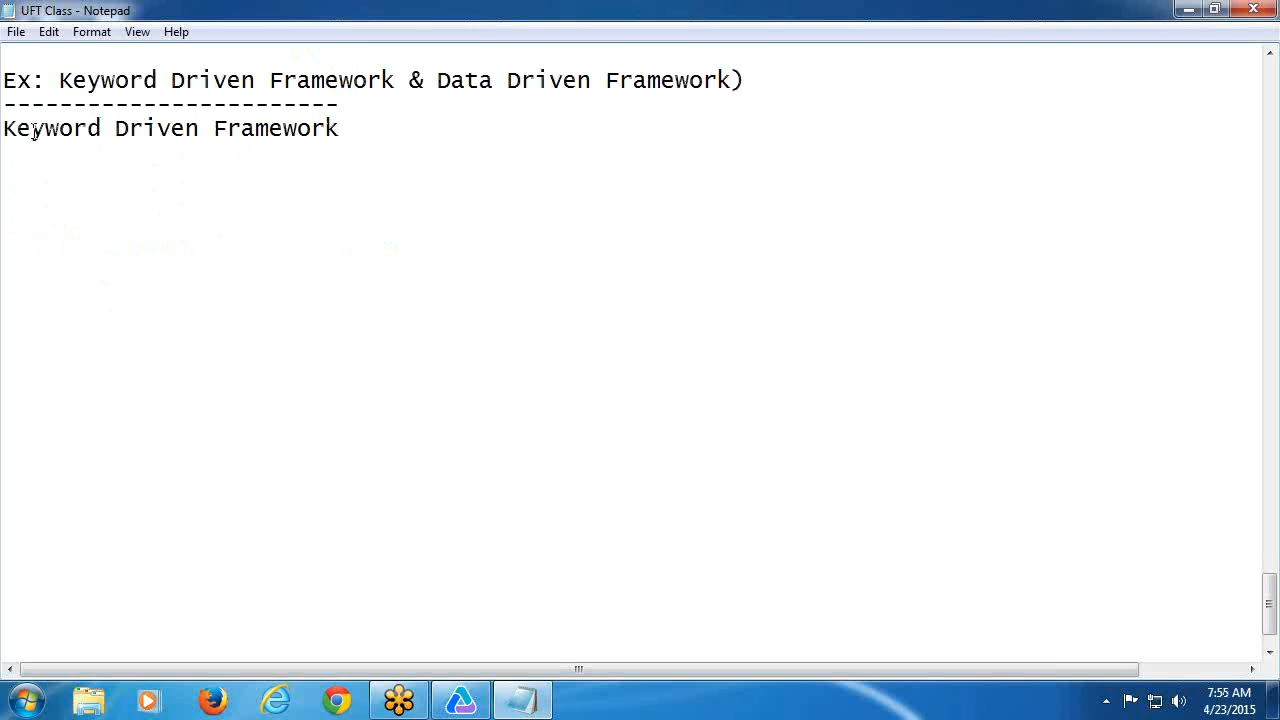 UFT Class - Notepad
File Edit Format View Help
Ex: Keyword Driven Framework & Data Driven Framework)
------------------------
Keyword Driven Framework
7:55 AM
4/23/2015